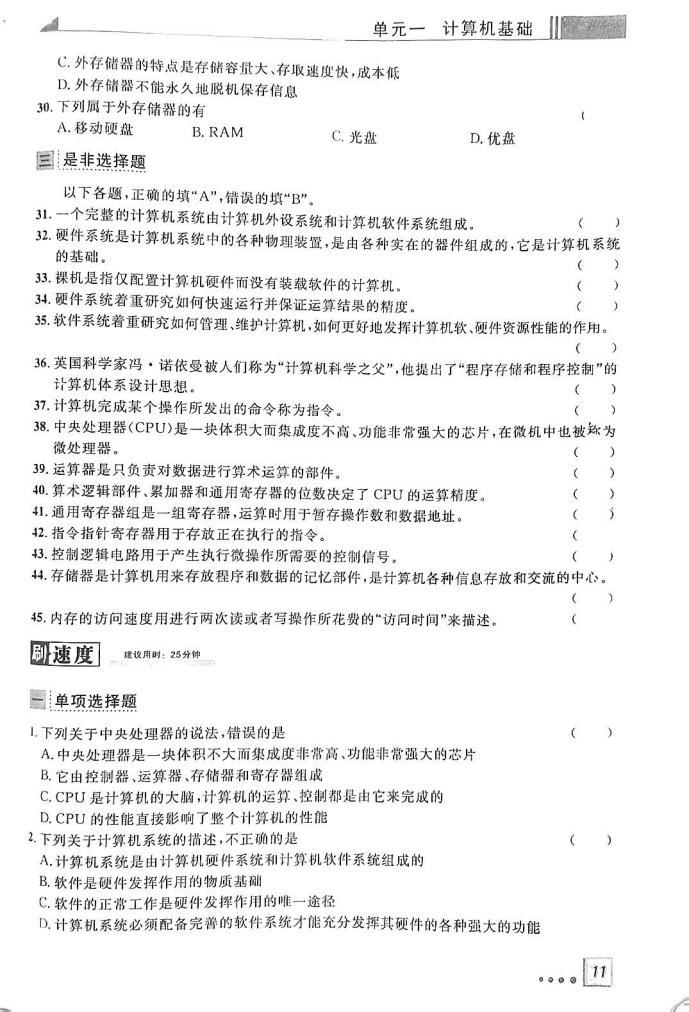 单元一 计算机基础
C. 外存储器的特点是存储容量大、存取速度快,成本低
D. 外存储器不能永久地脱机保存信息
30. 下列属于外存储器的有 (
A. 移动硬盘 B. RAM C. 光盘 D. 优盘
三 是非选择题
以下各题,正确的填“A”,错误的填“B”。
31. 一个完整的计算机系统由计算机外设系统和计算机软件系统组成。 ( )
32. 硬件系统是计算机系统中的各种物理装置,是由各种实在的器件组成的,它是计算机系统
的基础。 ( )
33. 裸机是指仅配置计算机硬件而没有装载软件的计算机。 ( )
34. 硬件系统着重研究如何快速运行并保证运算结果的精度。 ( )
35. 软件系统着重研究如何管理、维护计算机,如何更好地发挥计算机软、硬件资源性能的作用。
( )
36. 英国科学家冯·诺依曼被人们称为“计算机科学之父”,他提出了“程序存储和程序控制”的
计算机体系设计思想。 ( )
37. 计算机完成某个操作所发出的命令称为指令。 ( )
38. 中央处理器(CPU)是一块体积大而集成度不高、功能非常强大的芯片,在微机中也被称为
微处理器。 ( )
39. 运算器是只负责对数据进行算术运算的部件。 ( )
40. 算术逻辑部件、累加器和通用寄存器的位数决定了 CPU 的运算精度。 ( )
41. 通用寄存器组是一组寄存器,运算时用于暂存操作数和数据地址。 ( )
42. 指令指针寄存器用于存放正在执行的指令。 (
43. 控制逻辑电路用于产生执行微操作所需要的控制信号。 ( )
44. 存储器是计算机用来存放程序和数据的记忆部件,是计算机各种信息存放和交流的中心。
( )
45. 内存的访问速度用进行两次读或者写操作所花费的“访问时间”来描述。 (
刷速度 建议用时：25分钟
一 单项选择题
1. 下列关于中央处理器的说法,错误的是 ( )
A. 中央处理器是一块体积不大而集成度非常高、功能非常强大的芯片
B. 它由控制器、运算器、存储器和寄存器组成
C. CPU 是计算机的大脑,计算机的运算、控制都是由它来完成的
D. CPU 的性能直接影响了整个计算机的性能
2. 下列关于计算机系统的描述,不正确的是 ( )
A. 计算机系统是由计算机硬件系统和计算机软件系统组成的
B. 软件是硬件发挥作用的物质基础
C. 软件的正常工作是硬件发挥作用的唯一途径
D. 计算机系统必须配备完善的软件系统才能充分发挥其硬件的各种强大的功能
11